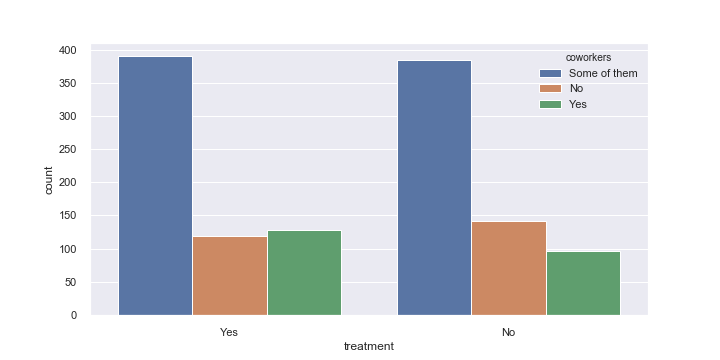 400
350
300
250
200
150
100
50
0
count
Yes
No
treatment
coworkers
Some of them
No
Yes